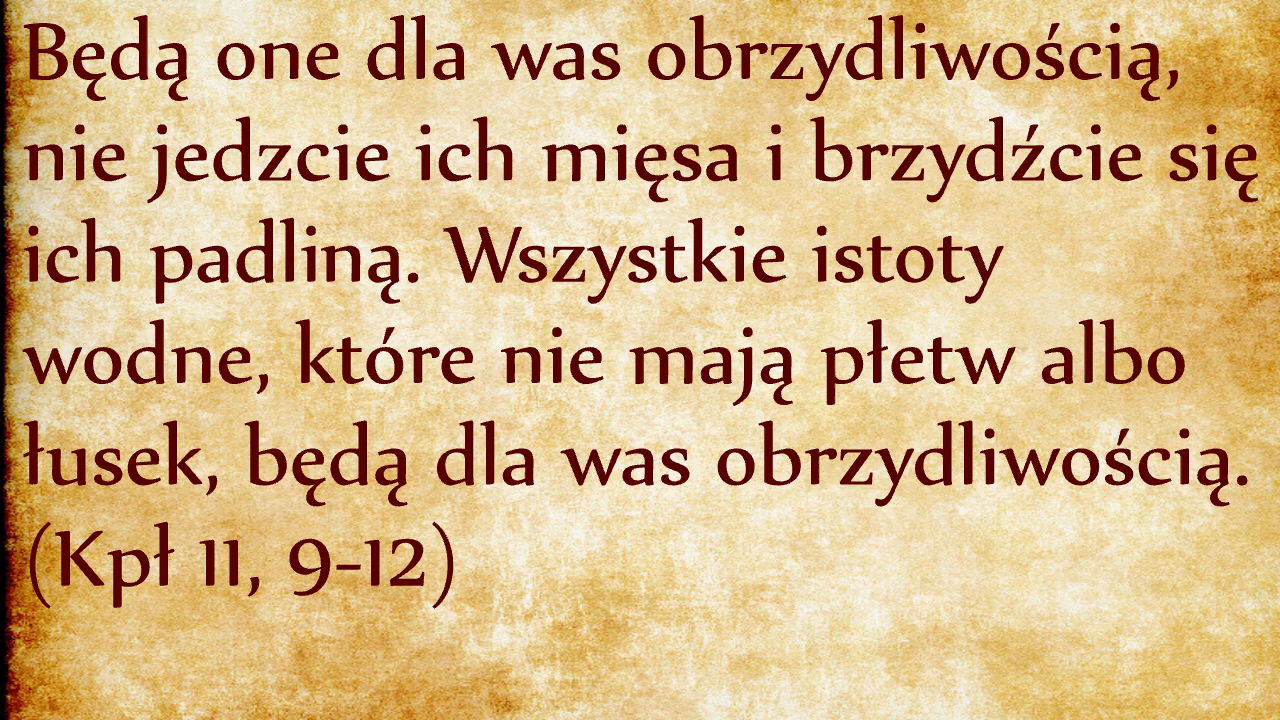 Będą one dla was obrzydliwością,
nie jedzcie ich mięsa i brzydźcie się
ich padliną. Wszystkie istoty
wodne, które nie mają płetw albo
łusek, będą dla was obrzydliwością.
(Kpł 11, 9-12)